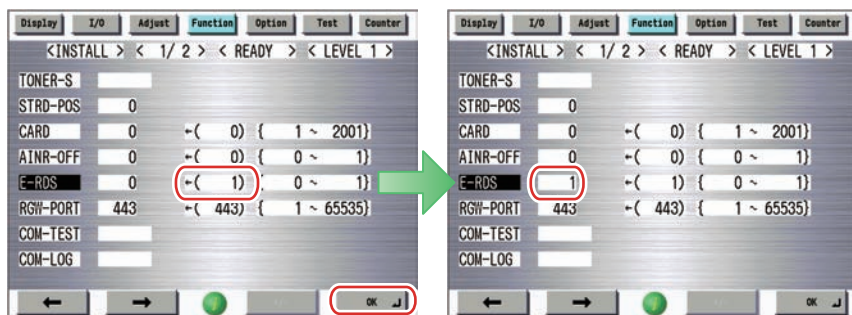 Display I/O Adjust Function Option Test Counter
<INSTALL > < 1/ 2 > < READY > < LEVEL 1 >
TONER-S
STRD-POS 0
CARD 0 ←( 0) { 1 ~ 2001}
AINR-OFF 0 ←( 0) { 0 ~ 1}
E-RDS 0 ←( 1) { 0 ~ 1}
RGW-PORT 443 ←( 443) { 1 ~ 65535}
COM-TEST
COM-LOG
← → OK ↵
Display I/O Adjust Function Option Test Counter
<INSTALL > < 1/ 2 > < READY > < LEVEL 1 >
TONER-S
STRD-POS 0
CARD 0 ←( 0) { 1 ~ 2001}
AINR-OFF 0 ←( 0) { 0 ~ 1}
E-RDS 1 ←( 1) { 0 ~ 1}
RGW-PORT 443 ←( 443) { 1 ~ 65535}
COM-TEST
COM-LOG
← → OK ↵